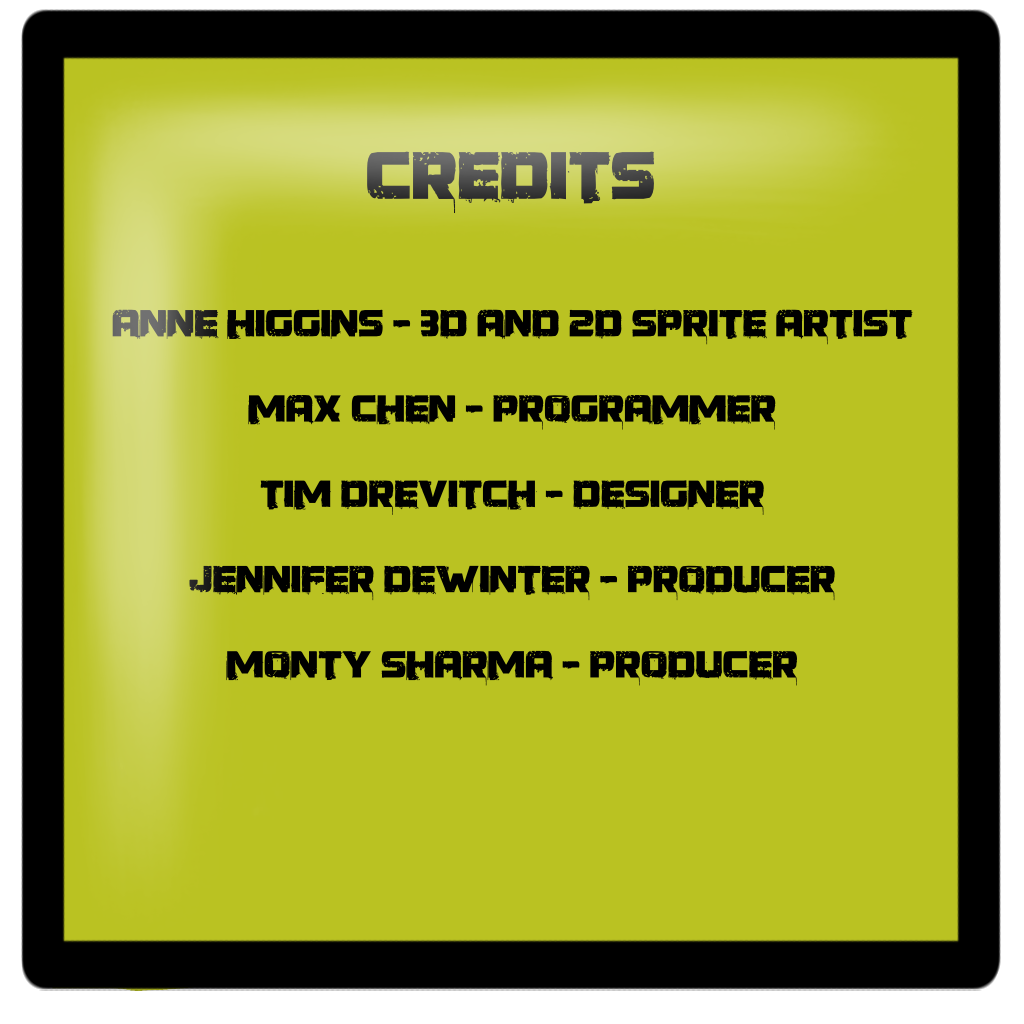 CREDITS
ANNE HIGGINS - 3D AND 2D SPRITE ARTIST
MAX CHEN - PROGRAMMER
TIM DREVITCH - DESIGNER
JENNIFER DEWINTER - PRODUCER
MONTY SHARMA - PRODUCER